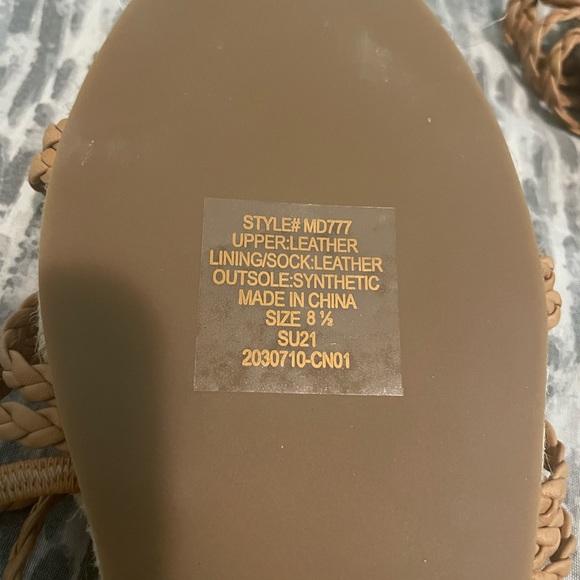 STYLE# MD777
UPPER:LEATHER
LINING/SOCK:LEATHER
OUTSOLE:SYNTHETIC
MADE IN CHINA
SIZE 8 ½
SU21
2030710-CN01